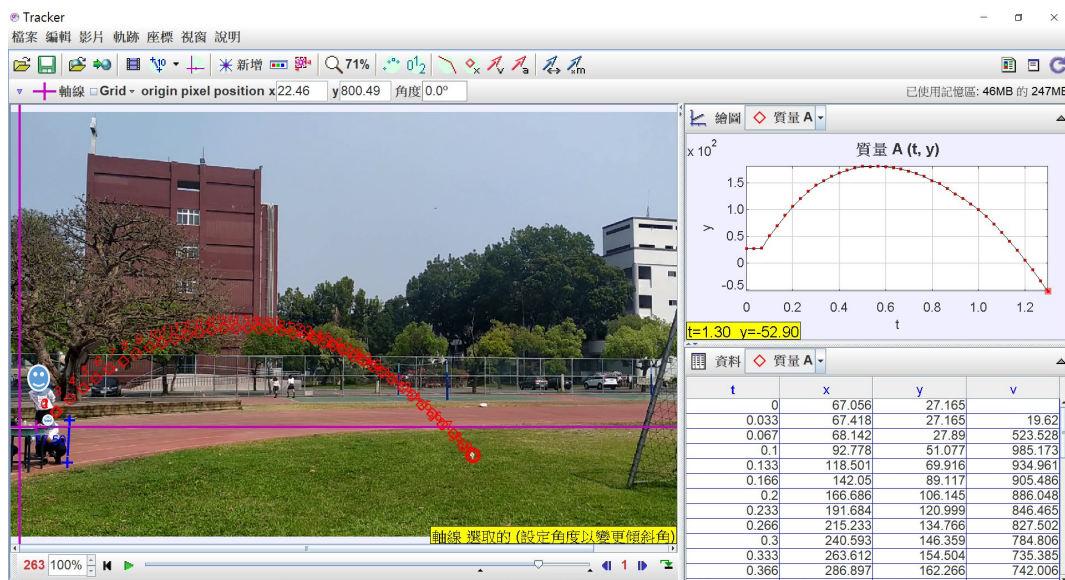 Tracker
檔案 編輯 影片 軌跡 座標 視窗 說明
新增 71%
軸線 Grid origin pixel position x 22.46 y 800.49 角度 0.0° 已使用記憶區: 46MB 的 247MB
繪圖 質量 A
質量 A (t, y)
x 10²
1.5
1.0
0.5
0
-0.5
y
0 0.2 0.4 0.6 0.8 1.0 1.2
t
t=1.30 y=-52.90
資料 質量 A
t x y v
0 67.056 27.165
0.033 67.418 27.165 19.62
0.067 68.142 27.89 523.528
0.1 92.778 51.077 985.173
0.133 118.501 69.916 934.961
0.166 142.05 89.117 905.486
0.2 166.686 106.145 886.048
0.233 191.684 120.999 846.465
0.266 215.233 134.766 827.502
0.3 240.593 146.359 784.806
0.333 263.612 154.504 735.385
0.366 286.897 162.266 742.006
軸線 選取的 (設定角度以變更傾斜角)
263 100% 1